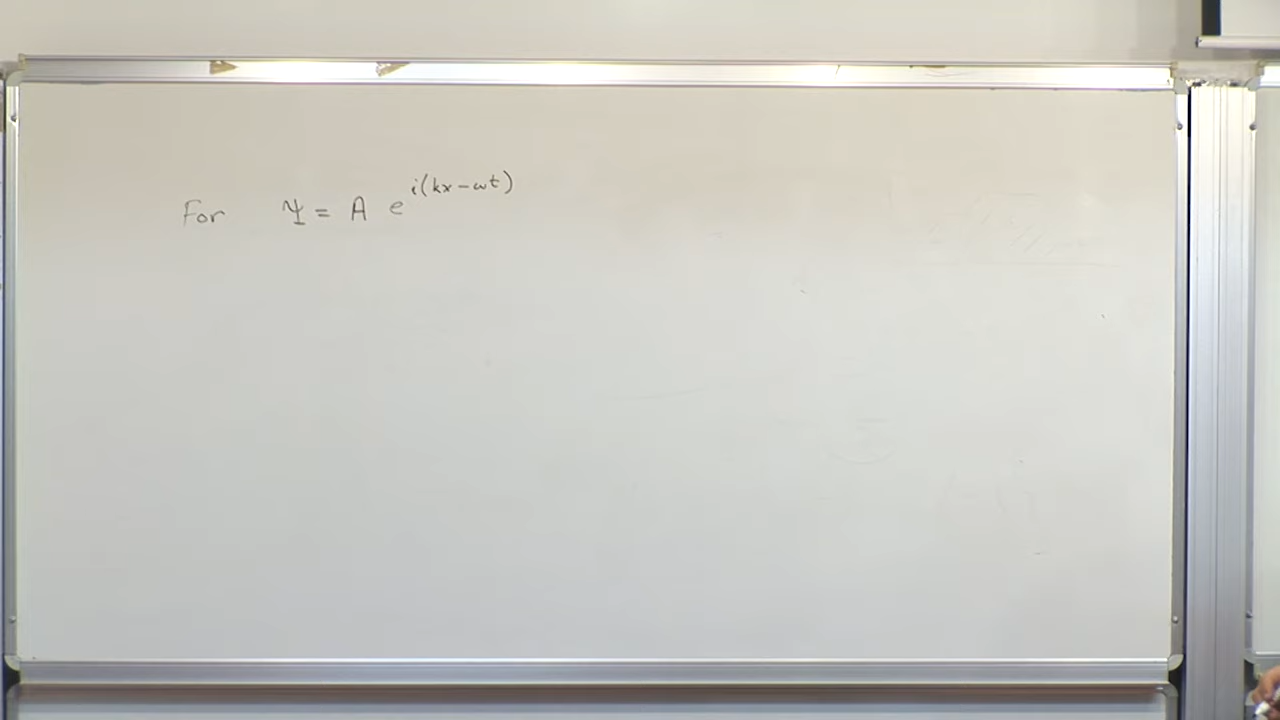 For Ψ = A e^{i(kx-ωt)}